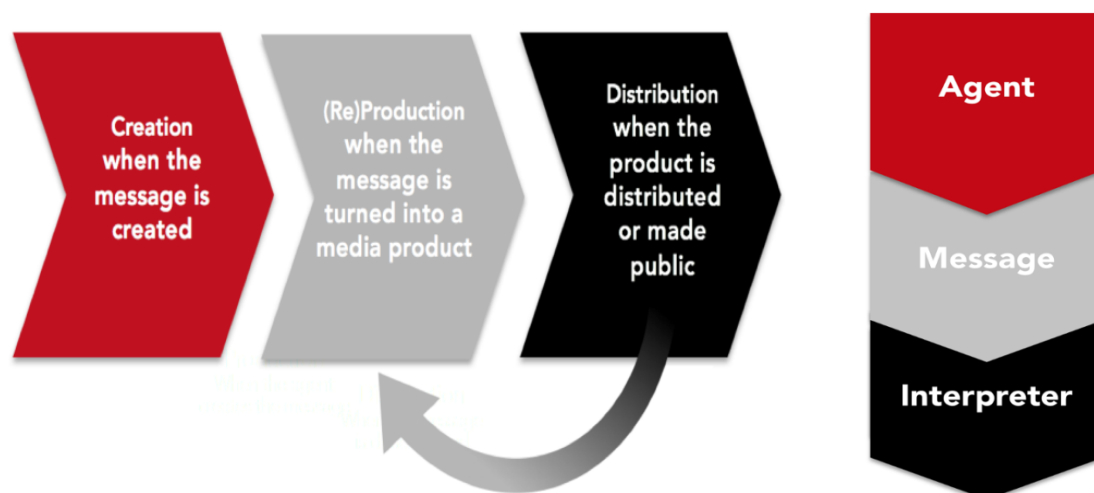 Creation
when the
message is
created
(Re)Production
when the
message is
turned into a
media product
Distribution
when the
product is
distributed
or made
public
Agent
Message
Interpreter